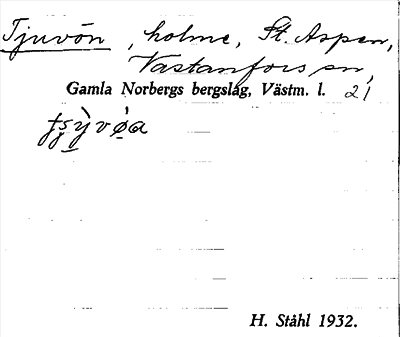 Tjuvön, holme, St. Aspen,
Västanfors sn,
Gamla Norbergs bergslag, Västm. l. 21
H. Ståhl 1932.